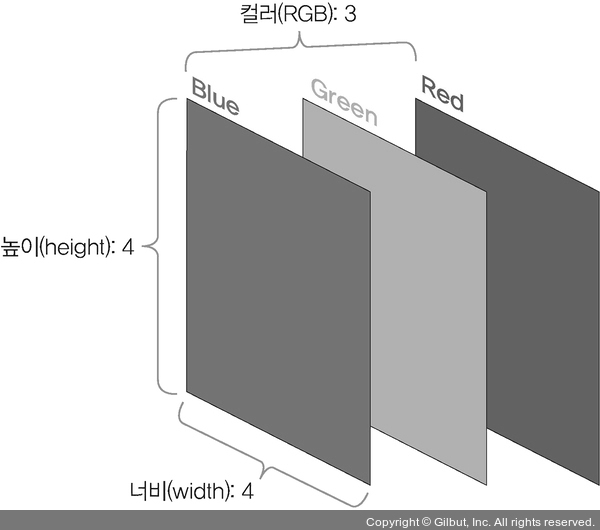 컬러(RGB): 3
Blue
Green
Red
높이(height): 4
너비(width): 4
Copyright © Gilbut, Inc. All rights reserved.